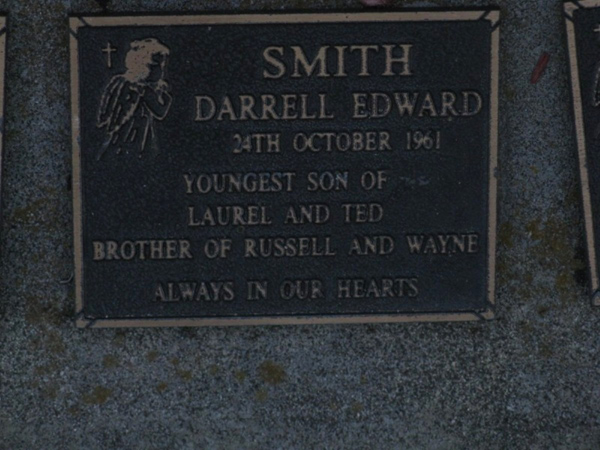 SMITH
DARRELL EDWARD
24TH OCTOBER 1961
YOUNGEST SON OF
LAUREL AND TED
BROTHER OF RUSSELL AND WAYNE
ALWAYS IN OUR HEARTS